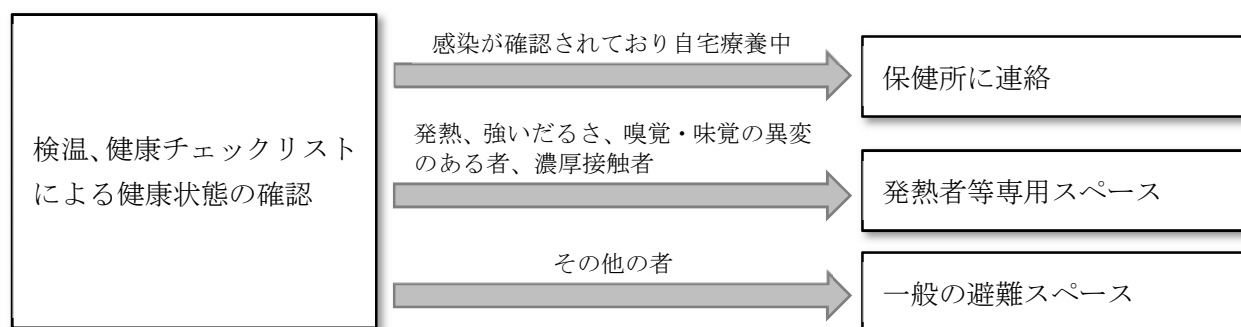 検温、健康チェックリスト
による健康状態の確認
感染が確認されており自宅療養中
保健所に連絡
発熱、強いだるさ、嗅覚・味覚の異変
のある者、濃厚接触者
発熱者等専用スペース
その他の者
一般の避難スペース